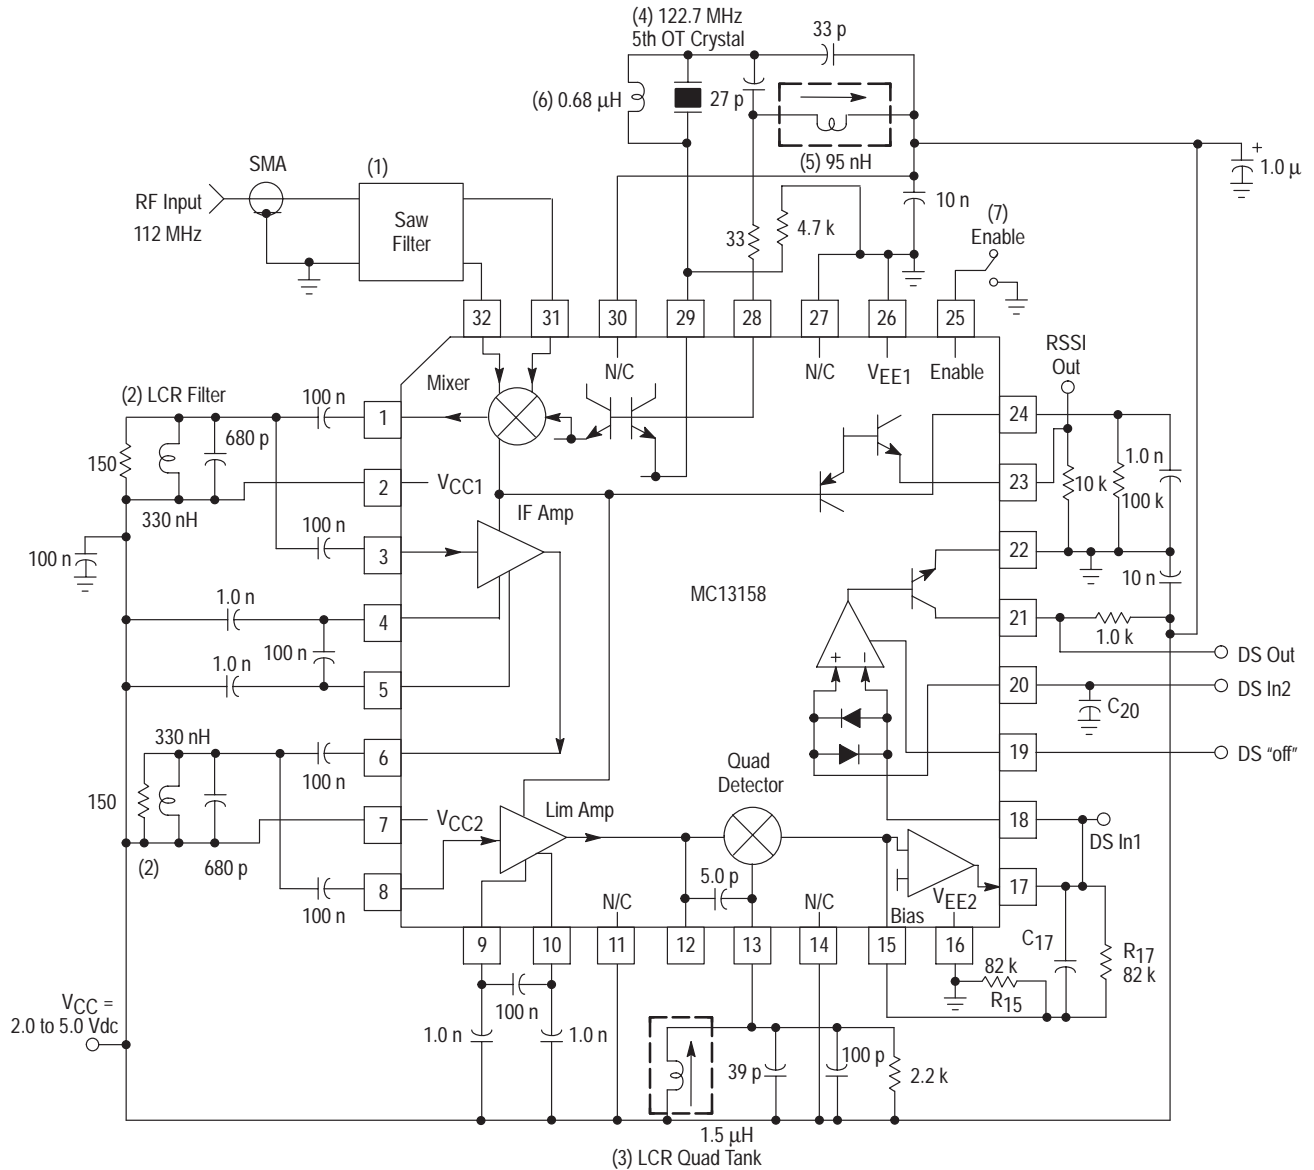 (4) 122.7 MHz
5th OT Crystal
33 p
(6) 0.68 μH
27 p
(5) 95 nH
+
1.0 μ
SMA
(1)
RF Input
112 MHz
Saw
Filter
10 n
(7)
Enable
33
4.7 k
32
31
30
29
28
27
26
25
RSSI
Out
(2) LCR Filter
100 n
Mixer
N/C
N/C
VEE1
Enable
1
24
680 p
150
1.0 n
2
VCC1
23
10 k
100 k
330 nH
IF Amp
100 n
100 n
3
22
10 n
MC13158
1.0 n
4
21
1.0 k
100 n
DS Out
1.0 n
5
+
–
20
DS In2
C20
330 nH
6
19
DS "off"
100 n
Quad
Detector
150
7
VCC2
Lim Amp
18
DS In1
(2)
680 p
5.0 p
8
17
100 n
N/C
N/C
Bias
VEE2
9
10
11
12
13
14
15
16
C17
R17
82 k
82 k
R15
100 n
VCC =
2.0 to 5.0 Vdc
1.0 n
1.0 n
39 p
100 p
2.2 k
1.5 μH
(3) LCR Quad Tank